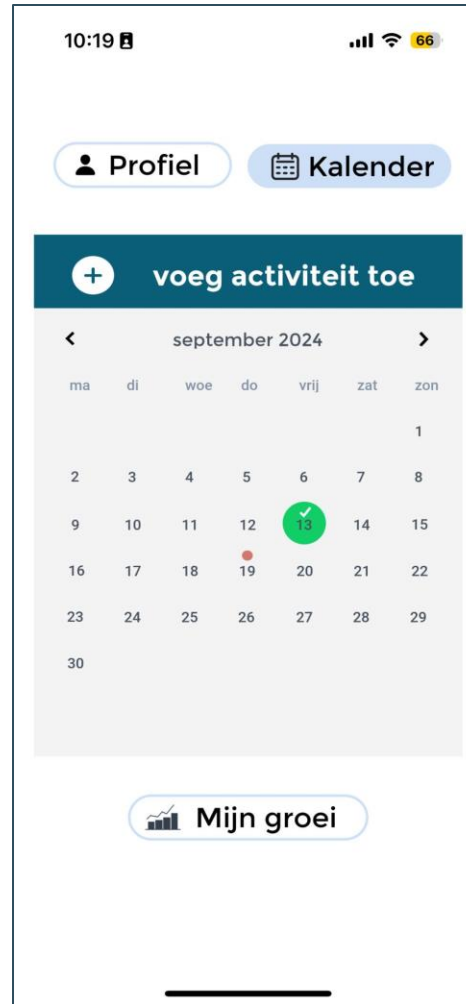 10:19 66
Profiel Kalender
+ voeg activiteit toe
< september 2024 >
ma di woe do vrij zat zon
1
2 3 4 5 6 7 8
9 10 11 12 13 14 15
16 17 18 19 20 21 22
23 24 25 26 27 28 29
30
Mijn groei